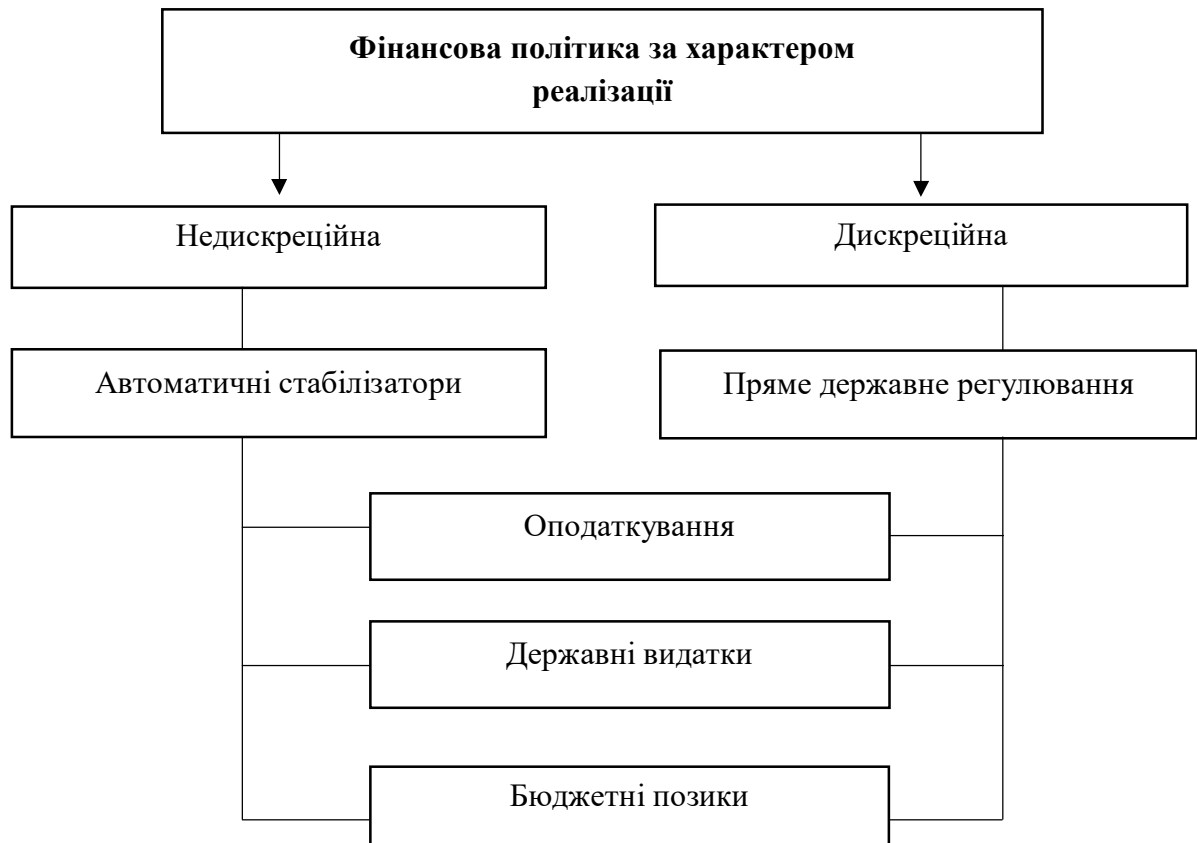 Фінансова політика за характером
реалізації
Недискреційна
Дискреційна
Автоматичні стабілізатори
Пряме державне регулювання
Оподаткування
Державні видатки
Бюджетні позики